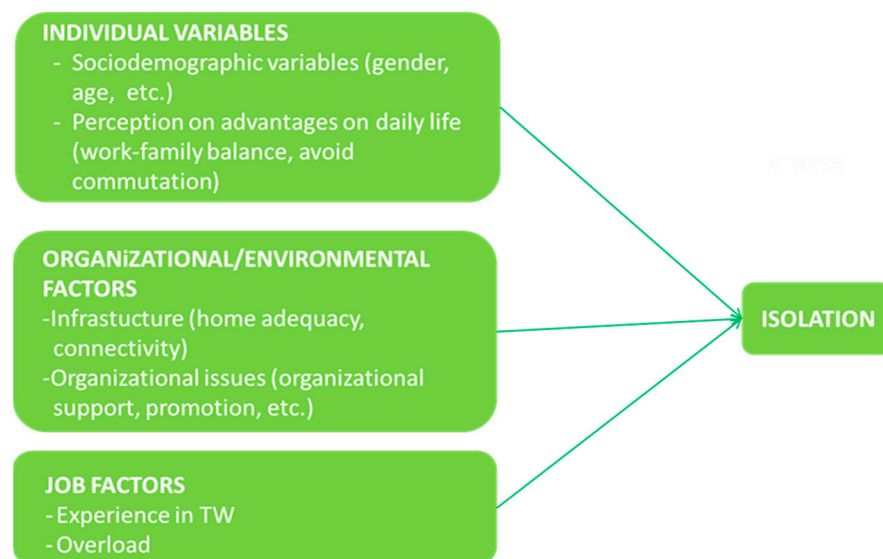 INDIVIDUAL VARIABLES
- Sociodemographic variables (gender,
age, etc.)
- Perception on advantages on daily life
(work-family balance, avoid
commutation)
STRESS
ORGANiZATIONAL/ENVIRONMENTAL
FACTORS
-Infrastucture (home adequacy,
connectivity)
-Organizational issues (organizational
support, promotion, etc.)
ISOLATION
JOB FACTORS
-Experience in TW
-Overload